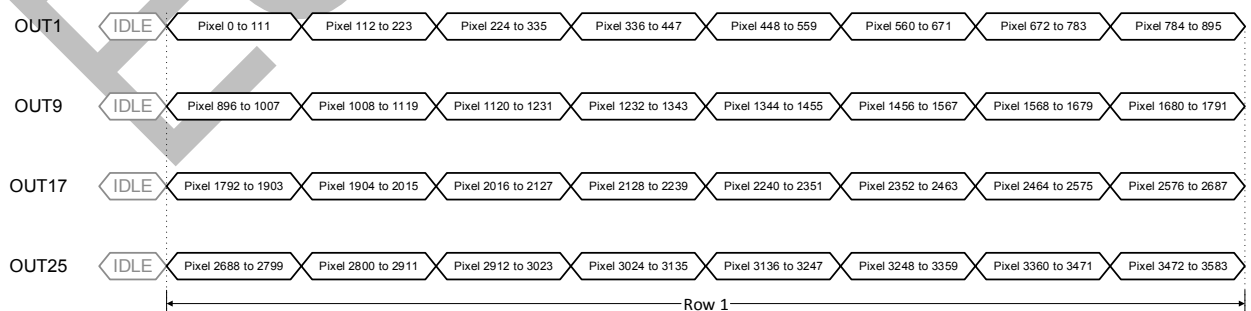 OUT1 IDLE Pixel 0 to 111 Pixel 112 to 223 Pixel 224 to 335 Pixel 336 to 447 Pixel 448 to 559 Pixel 560 to 671 Pixel 672 to 783 Pixel 784 to 895
OUT9 IDLE Pixel 896 to 1007 Pixel 1008 to 1119 Pixel 1120 to 1231 Pixel 1232 to 1343 Pixel 1344 to 1455 Pixel 1456 to 1567 Pixel 1568 to 1679 Pixel 1680 to 1791
OUT17 IDLE Pixel 1792 to 1903 Pixel 1904 to 2015 Pixel 2016 to 2127 Pixel 2128 to 2239 Pixel 2240 to 2351 Pixel 2352 to 2463 Pixel 2464 to 2575 Pixel 2576 to 2687
OUT25 IDLE Pixel 2688 to 2799 Pixel 2800 to 2911 Pixel 2912 to 3023 Pixel 3024 to 3135 Pixel 3136 to 3247 Pixel 3248 to 3359 Pixel 3360 to 3471 Pixel 3472 to 3583
Row 1